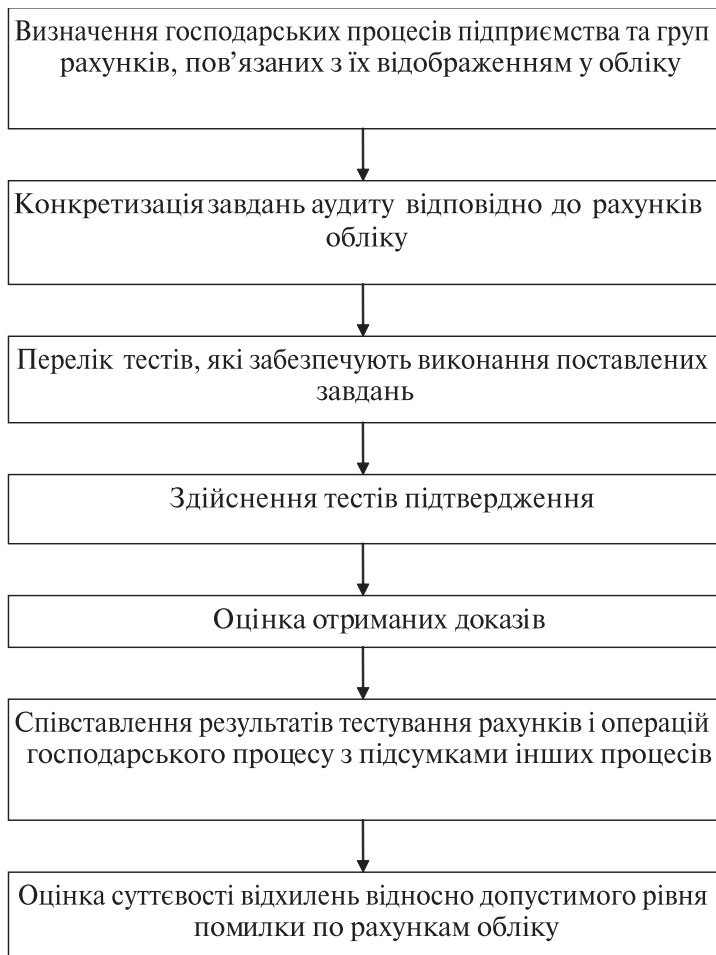 Визначення господарських процесів підприємства та груп
рахунків, пов’язаних з їх відображенням у обліку
Конкретизація завдань аудиту відповідно до рахунків
обліку
Перелік тестів, які забезпечують виконання поставлених
завдань
Здійснення тестів підтвердження
Оцінка отриманих доказів
Співставлення результатів тестування рахунків і операцій
господарського процесу з підсумками інших процесів
Оцінка суттєвості відхилень відносно допустимого рівня
помилки по рахункам обліку